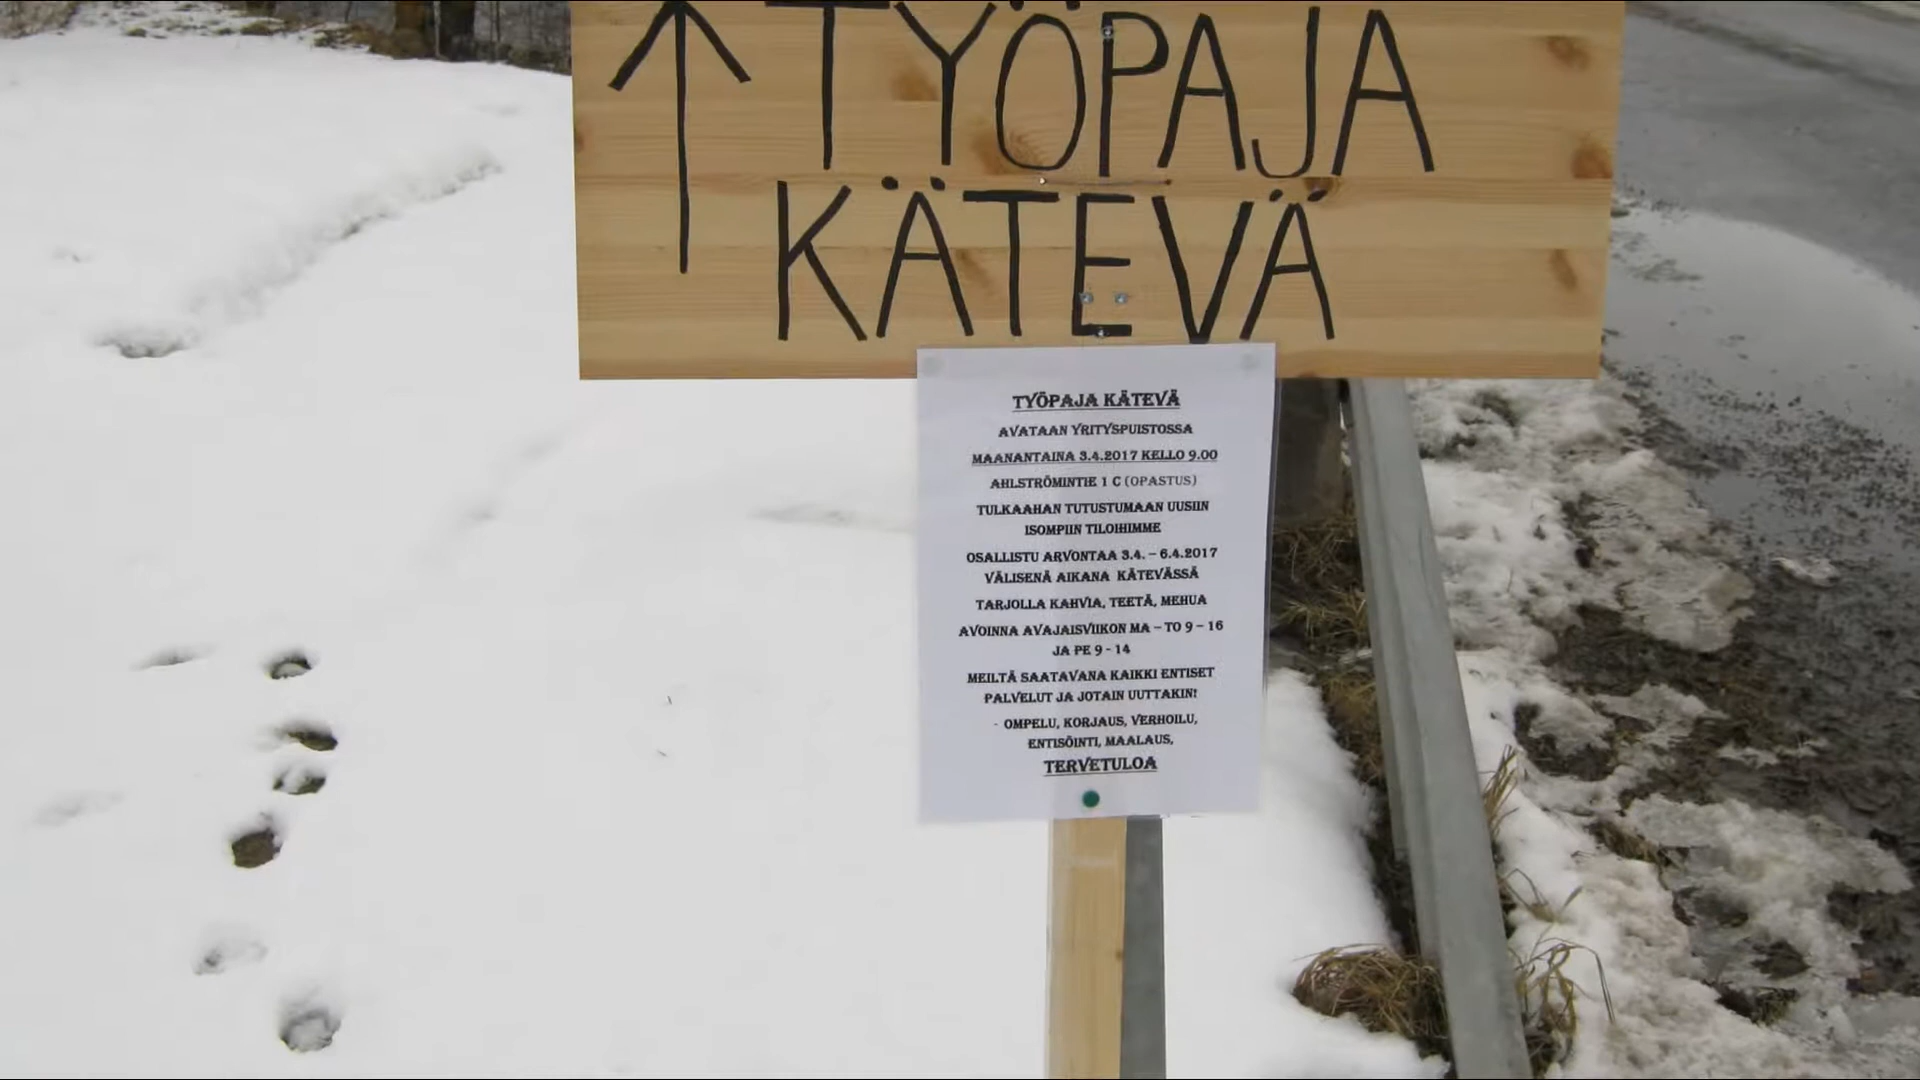 TYÖPAJA
KÄTEVÄ
TYÖPAJA KÄTEVÄ
AVATAAN YRITYSPUISTOSSA
MAANANTAINA 3.4.2017 KELLO 9.00
AHLSTRÖMINTIE 1 C (OPASTUS)
TULKAAHAN TUTUSTUMAAN UUSIIN
ISOMPIIN TILOIHIMME
OSALLISTU ARVONTAA 3.4. – 6.4.2017
VÄLISENÄ AIKANA KÄTEVÄSSÄ
TARJOLLA KAHVIA, TEETÄ, MEHUA
AVOINNA AVAJAISVIIKON MA – TO 9 – 16
JA PE 9 - 14
MEILTÄ SAATAVANA KAIKKI ENTISET
PALVELUT JA JOTAIN UUTTAKIN!
- OMPELU, KORJAUS, VERHOILU,
ENTISÖINTI, MAALAUS,
TERVETULOA